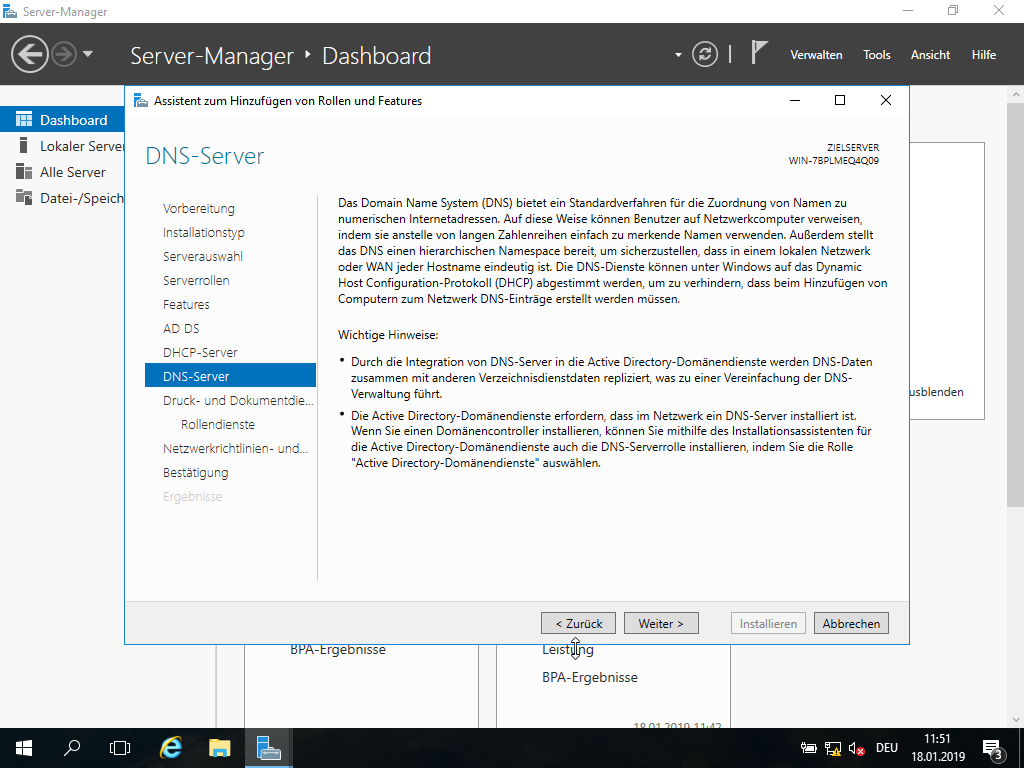 Server-Manager
Server-Manager ‣ Dashboard
Verwalten Tools Ansicht Hilfe
Dashboard
Lokaler Server
Alle Server
Datei-/Speich
Assistent zum Hinzufügen von Rollen und Features
DNS-Server
ZIELSERVER
WIN-7BPLMEQ4Q09
Vorbereitung
Installationstyp
Serverauswahl
Serverrollen
Features
AD DS
DHCP-Server
DNS-Server
Druck- und Dokumentdie...
Rollendienste
Netzwerkrichtlinien- und...
Bestätigung
Ergebnisse
Das Domain Name System (DNS) bietet ein Standardverfahren für die Zuordnung von Namen zu
numerischen Internetadressen. Auf diese Weise können Benutzer auf Netzwerkcomputer verweisen,
indem sie anstelle von langen Zahlenreihen einfach zu merkende Namen verwenden. Außerdem stellt
das DNS einen hierarchischen Namespace bereit, um sicherzustellen, dass in einem lokalen Netzwerk
oder WAN jeder Hostname eindeutig ist. Die DNS-Dienste können unter Windows auf das Dynamic
Host Configuration-Protokoll (DHCP) abgestimmt werden, um zu verhindern, dass beim Hinzufügen von
Computern zum Netzwerk DNS-Einträge erstellt werden müssen.
Wichtige Hinweise:
• Durch die Integration von DNS-Server in die Active Directory-Domänendienste werden DNS-Daten
zusammen mit anderen Verzeichnisdienstdaten repliziert, was zu einer Vereinfachung der DNS-
Verwaltung führt.
• Die Active Directory-Domänendienste erfordern, dass im Netzwerk ein DNS-Server installiert ist.
Wenn Sie einen Domänencontroller installieren, können Sie mithilfe des Installationsassistenten für
die Active Directory-Domänendienste auch die DNS-Serverrolle installieren, indem Sie die Rolle
"Active Directory-Domänendienste" auswählen.
usblenden
< Zurück Weiter > Installieren Abbrechen
BPA-Ergebnisse
Leistung
BPA-Ergebnisse
18.01.2019 11:42
DEU
11:51
18.01.2019
3